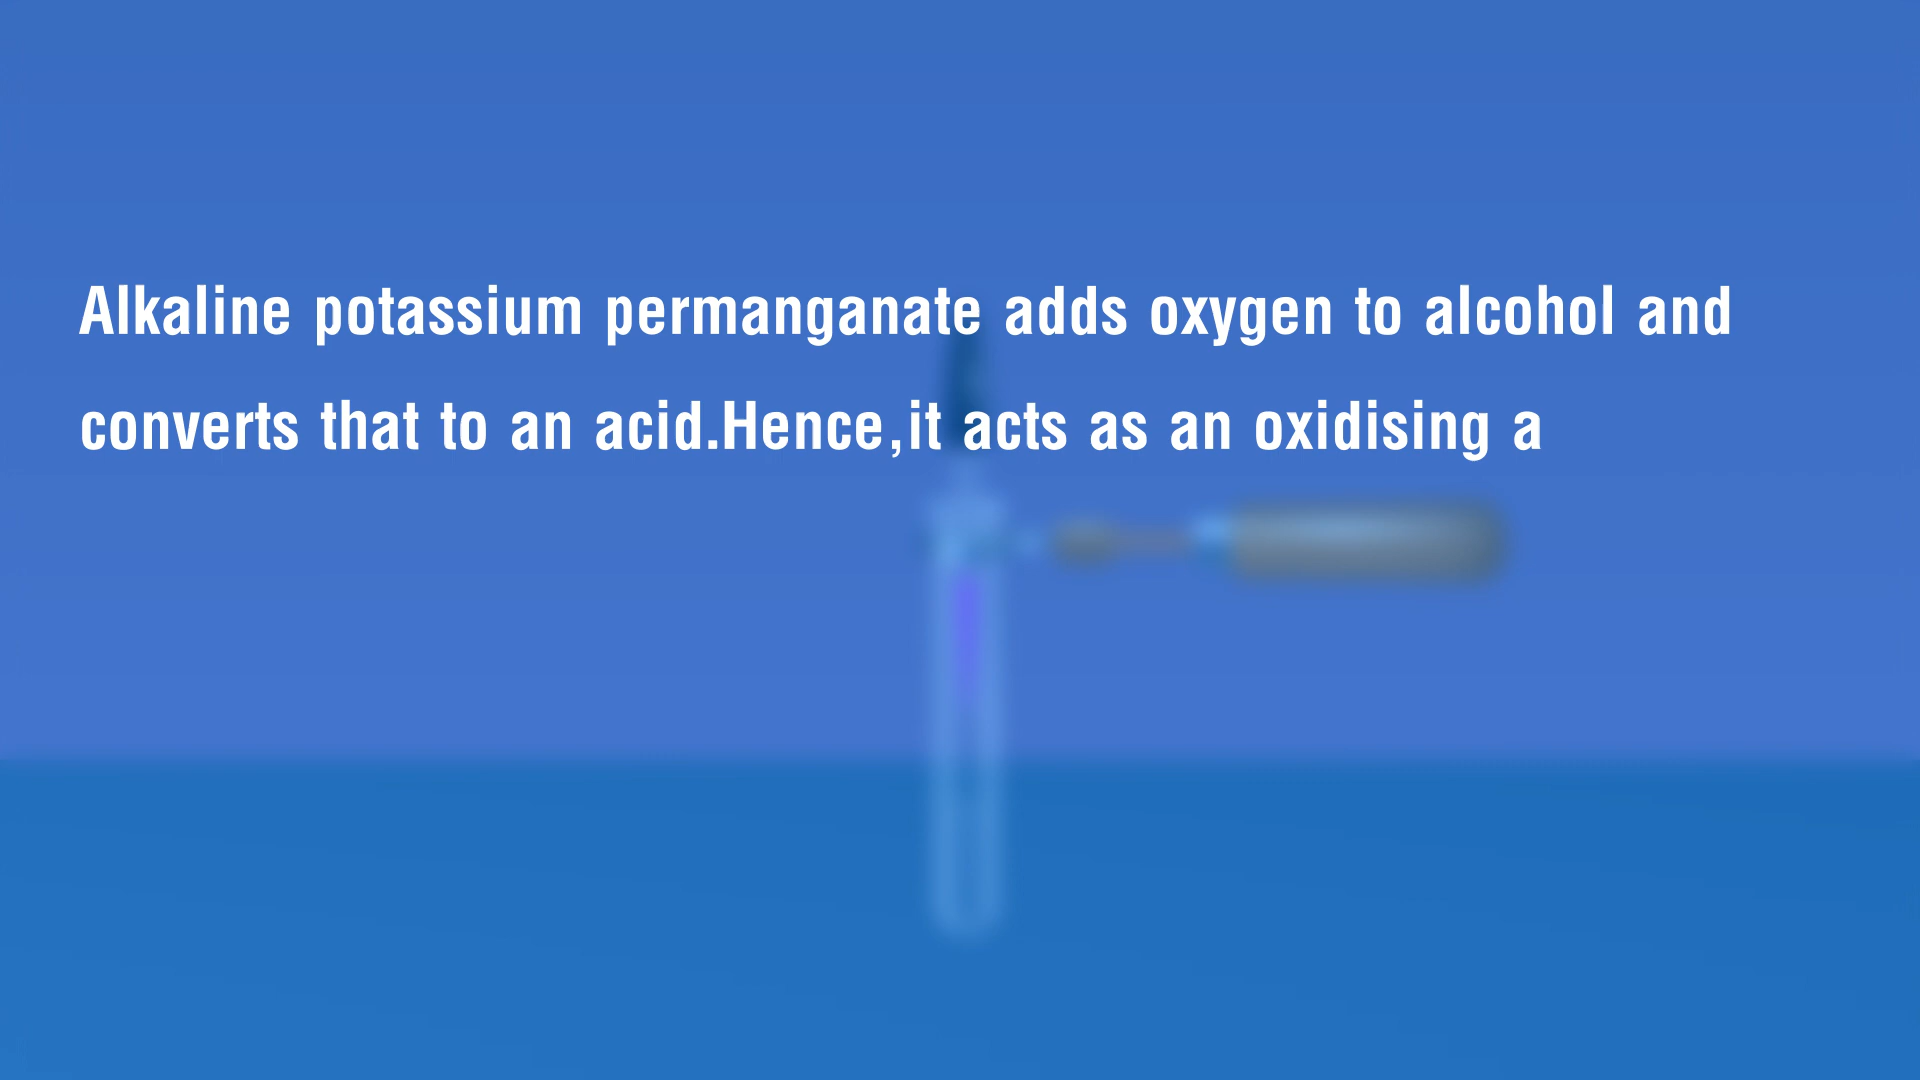 Alkaline potassium permanganate adds oxygen to alcohol and
converts that to an acid.Hence,it acts as an oxidising a